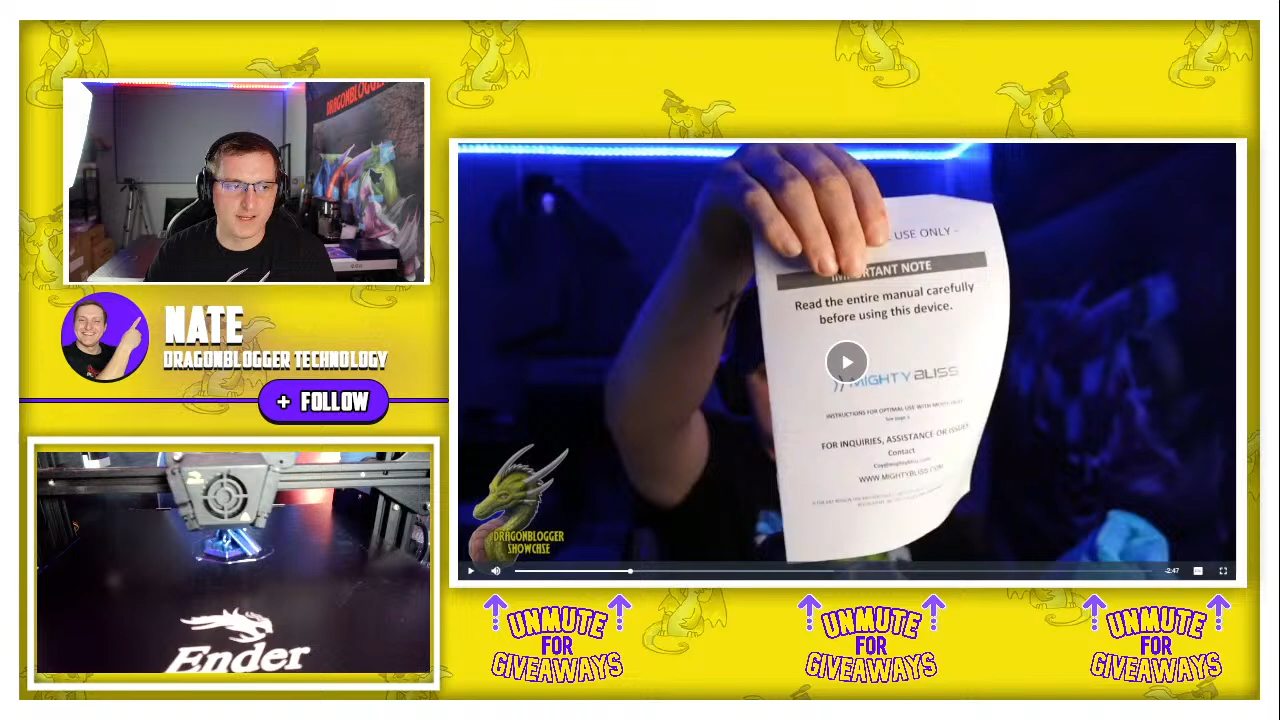 DRAGONBLOGGER
NATE
DRAGONBLOGGER TECHNOLOGY
+ FOLLOW
Ender
USE ONLY -
IMPORTANT NOTE
Read the entire manual carefully
before using this device.
MIGHTY BLISS
FOR INQUIRIES, ASSISTANCE OR ISSUES
Contact
WWW.MIGHTYBLISS.COM
DRAGONBLOGGER
SHOWCASE
-2:47
UNMUTE
FOR
GIVEAWAYS
UNMUTE
FOR
GIVEAWAYS
UNMUTE
FOR
GIVEAWAYS